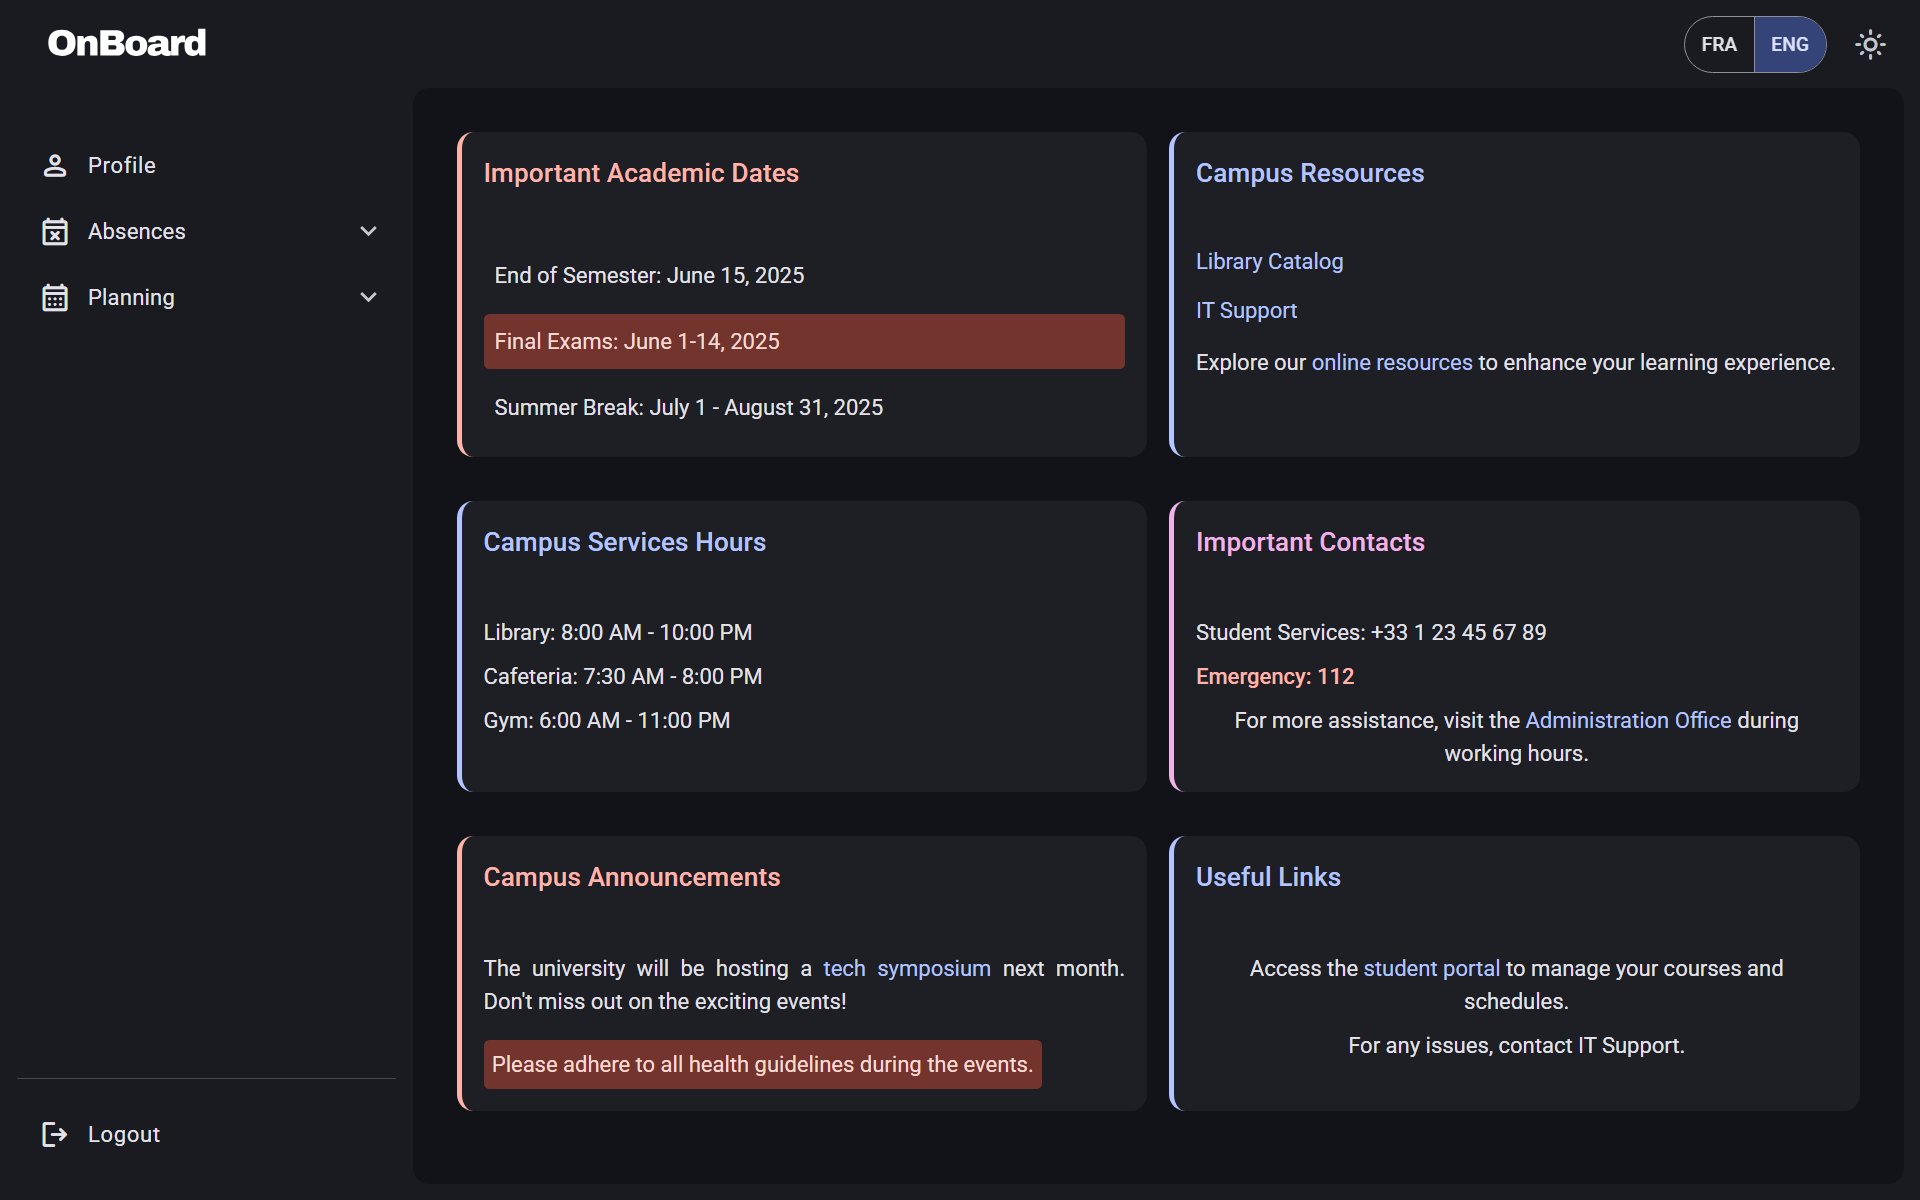 OnBoard
FRA ENG
Profile
Absences
Planning
Logout
Important Academic Dates
End of Semester: June 15, 2025
Final Exams: June 1-14, 2025
Summer Break: July 1 - August 31, 2025
Campus Resources
Library Catalog
IT Support
Explore our online resources to enhance your learning experience.
Campus Services Hours
Library: 8:00 AM - 10:00 PM
Cafeteria: 7:30 AM - 8:00 PM
Gym: 6:00 AM - 11:00 PM
Important Contacts
Student Services: +33 1 23 45 67 89
Emergency: 112
For more assistance, visit the Administration Office during
working hours.
Campus Announcements
The university will be hosting a tech symposium next month.
Don't miss out on the exciting events!
Please adhere to all health guidelines during the events.
Useful Links
Access the student portal to manage your courses and
schedules.
For any issues, contact IT Support.